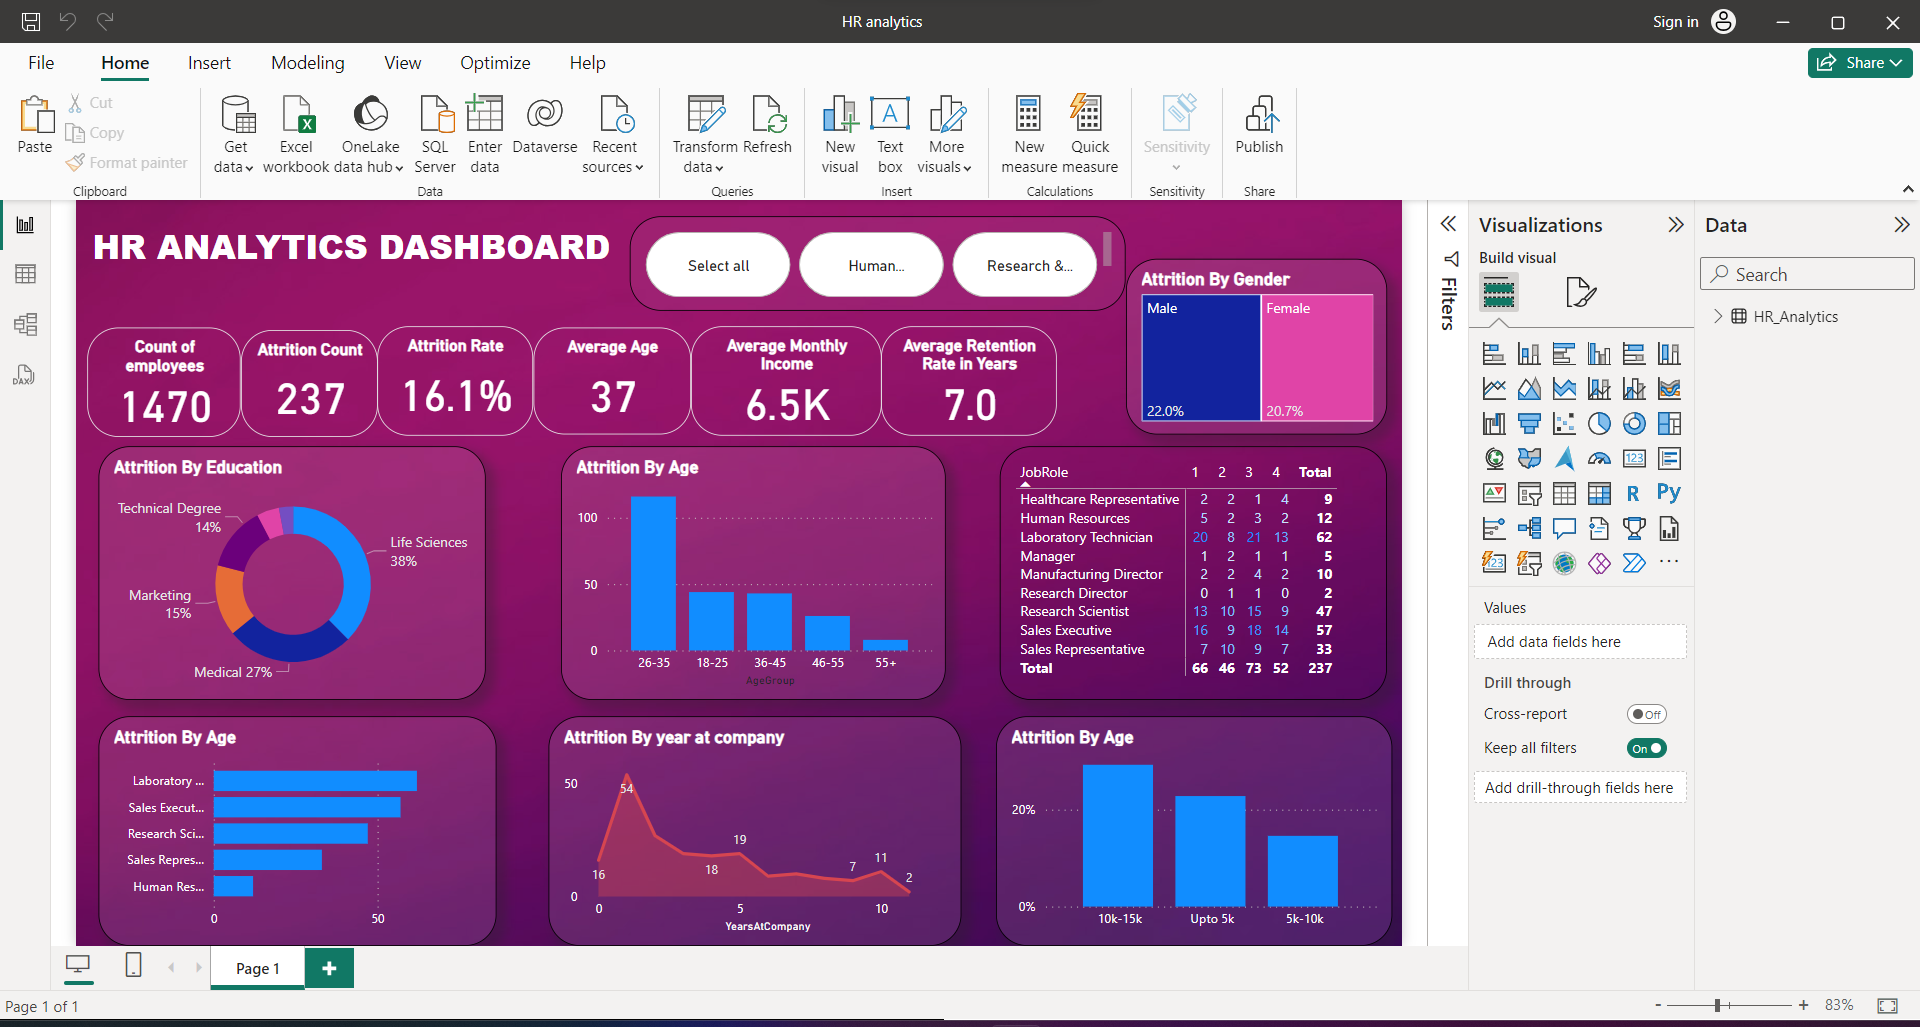 HR analytics
Sign in
File Home Insert Modeling View Optimize Help
Share
Paste
Cut
Copy
Format painter
Clipboard
Get data
Excel workbook
OneLake data hub
SQL Server
Enter data
Dataverse
Recent sources
Data
Transform data
Refresh
Queries
New visual
Text box
More visuals
Insert
New measure
Quick measure
Calculations
Sensitivity
Sensitivity
Publish
Share
HR ANALYTICS DASHBOARD
Select all
Human...
Research &...
Count of employees
1470
Attrition Count
237
Attrition Rate
16.1%
Average Age
37
Average Monthly Income
6.5K
Average Retention Rate in Years
7.0
Attrition By Gender
Male
Female
22.0%
20.7%
Attrition By Education
Technical Degree
14%
Life Sciences
38%
Marketing
15%
Medical 27%
Attrition By Age
100
50
0
26-35 18-25 36-45 46-55 55+
AgeGroup
JobRole 1 2 3 4 Total
Healthcare Representative 2 2 1 4 9
Human Resources 5 2 3 2 12
Laboratory Technician 20 8 21 13 62
Manager 1 2 1 1 5
Manufacturing Director 2 2 4 2 10
Research Director 0 1 1 0 2
Research Scientist 13 10 15 9 47
Sales Executive 16 9 18 14 57
Sales Representative 7 10 9 7 33
Total 66 46 73 52 237
Attrition By Age
Laboratory ...
Sales Execut...
Research Sci...
Sales Repres...
Human Res...
0 50
Attrition By year at company
50
0
54
16
18
19
7
11
2
0 5 10
YearsAtCompany
Attrition By Age
20%
0%
10k-15k Upto 5k 5k-10k
Filters
Visualizations
Build visual
123
R
Py
123
Values
Add data fields here
Drill through
Cross-report
Off
Keep all filters
On
Add drill-through fields here
Data
Search
HR_Analytics
DAX
Page 1
+
Page 1 of 1
- + 83%